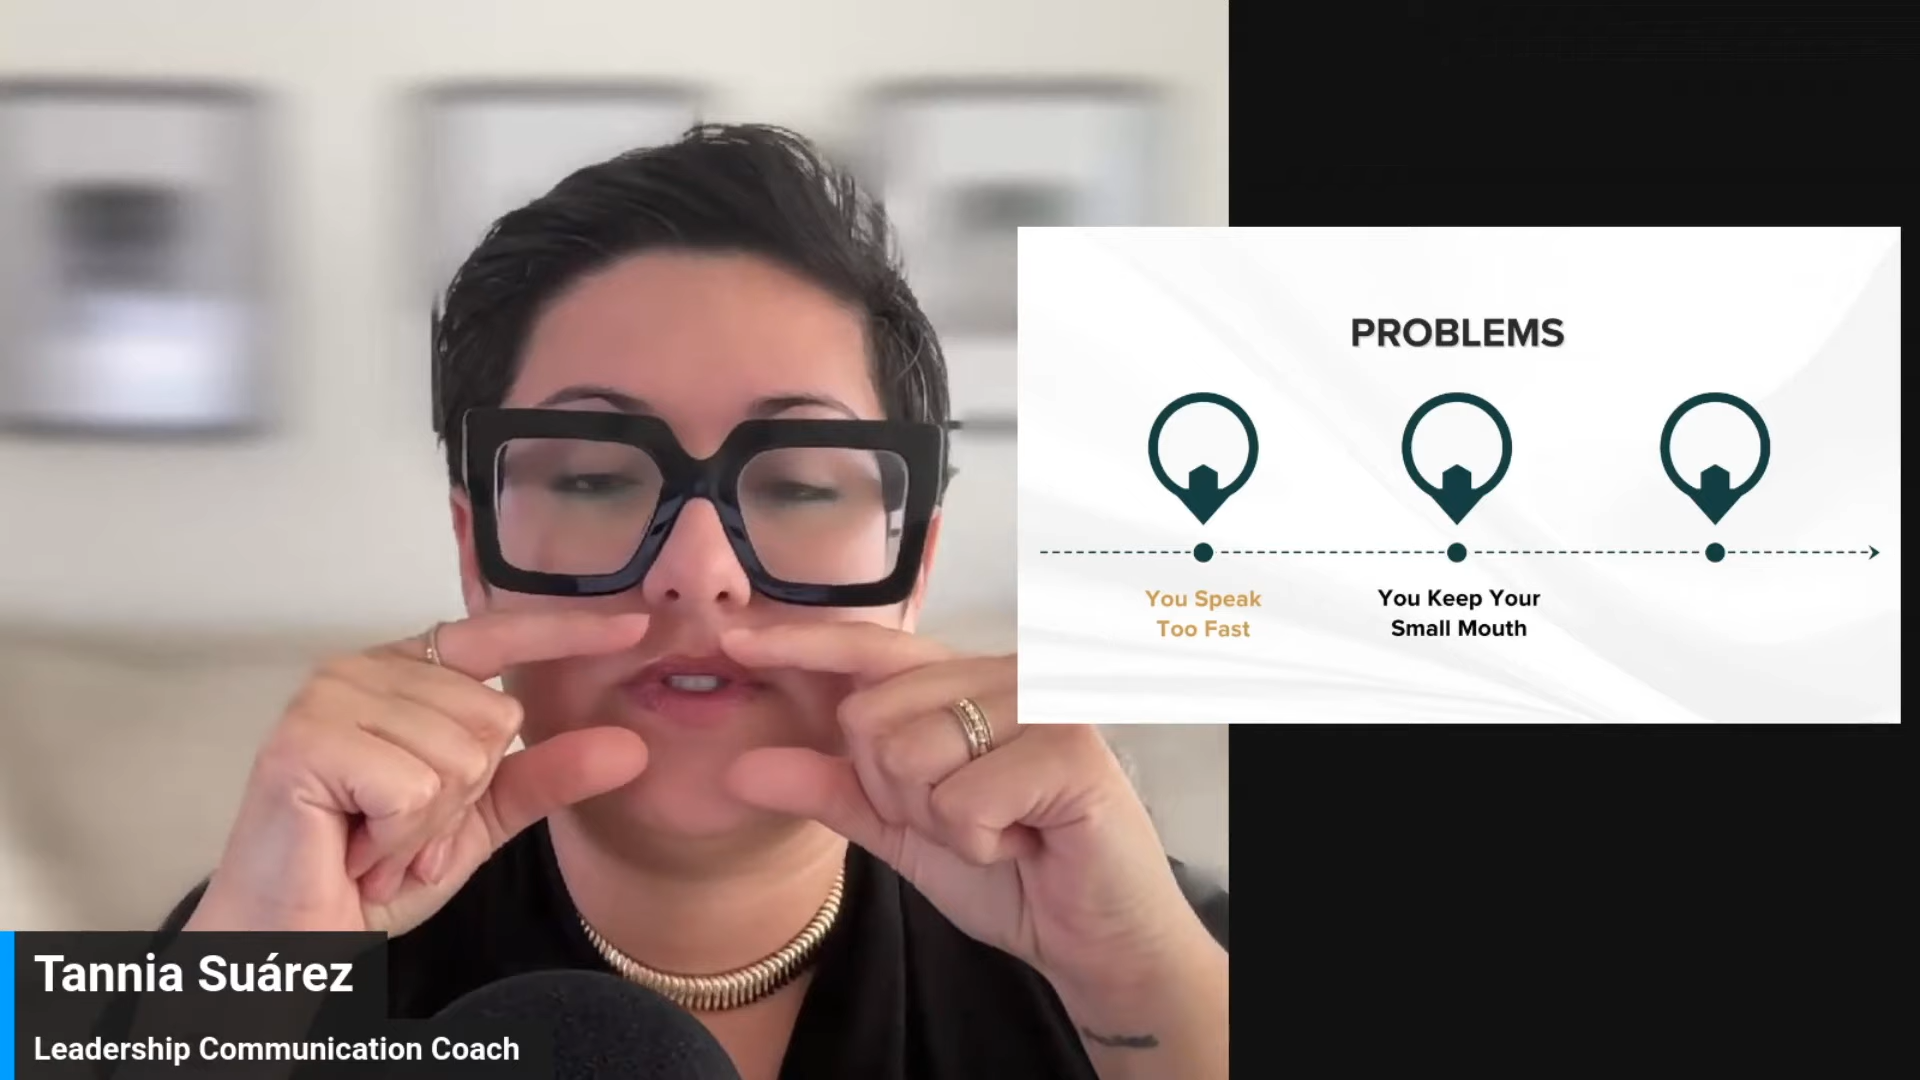 PROBLEMS
You Speak
Too Fast
You Keep Your
Small Mouth
Tannia Suárez
Leadership Communication Coach